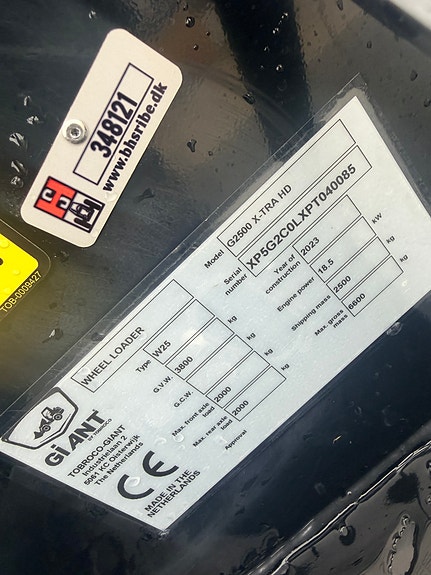 348121
www.bhsribe.dk
H
TOB-0009427
WHEEL LOADER
Model G2500 X-TRA HD
Serial number XP5G2C0LXPT040085
Type W25
Year of construction 2023
G.V.W. 3800 kg
Engine power 18.5 kW
G.C.W. kg
Shipping mass 2500 kg
Max. front axle load 2000 kg
Max. gross mass 6600 kg
Max. rear axle load 2000 kg
Approval
GiANT
BY TOBROCO
TOBROCO-GIANT
Industrielaan 2
5061 KC Oisterwijk
The Netherlands
CE
MADE IN THE
NETHERLANDS